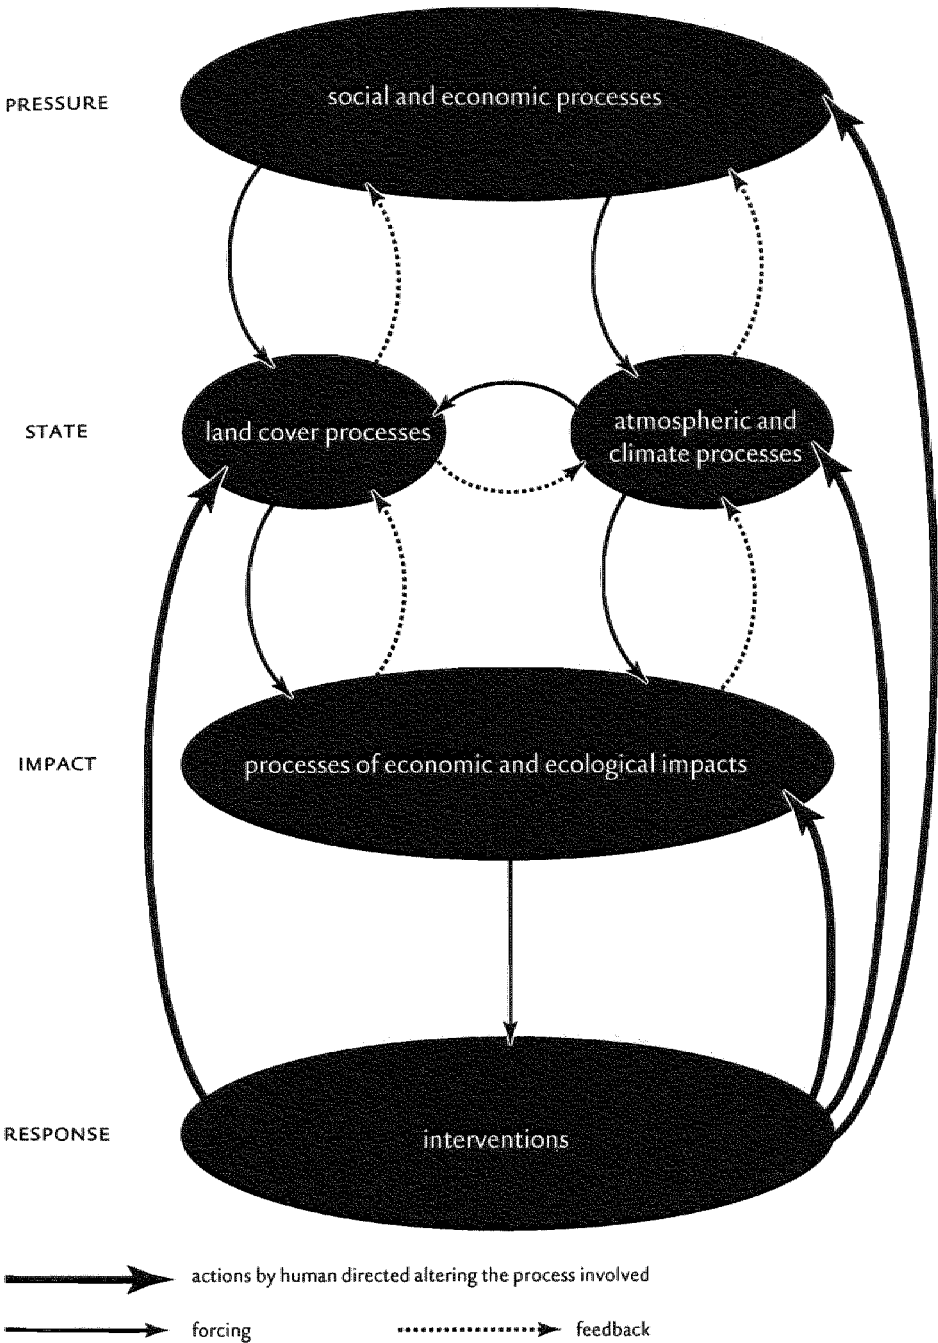 PRESSURE
social and economic processes
STATE
land cover processes
atmospheric and
climate processes
IMPACT
processes of economic and ecological impacts
RESPONSE
interventions
actions by human directed altering the process involved
forcing
feedback